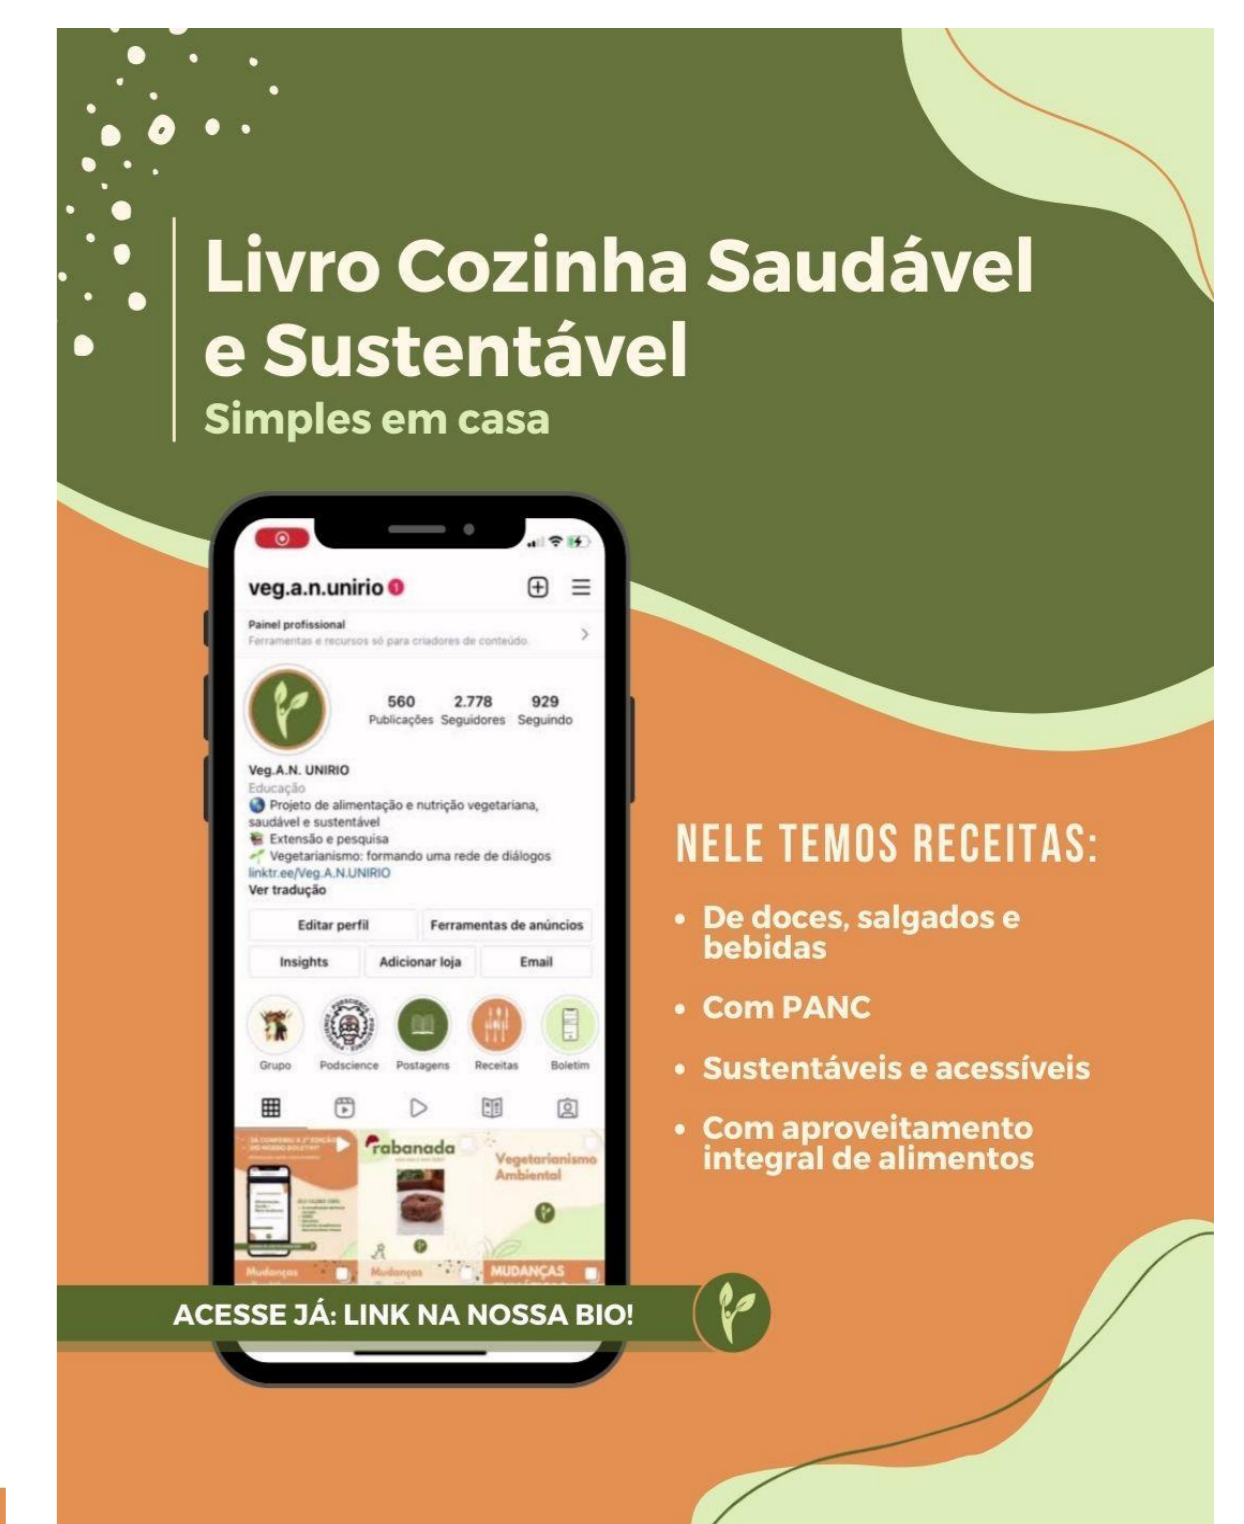 Livro Cozinha Saudável
e Sustentável
Simples em casa
veg.a.n.unirio 1
Painel profissional
Ferramentas e recursos só para criadores de conteúdo.
560 2.778 929
Publicações Seguidores Seguindo
Veg.A.N. UNIRIO
Educação
Projeto de alimentação e nutrição vegetariana,
saudável e sustentável
Extensão e pesquisa
Vegetarianismo: formando uma rede de diálogos
linktr.ee/Veg.A.N.UNIRIO
Ver tradução
Editar perfil Ferramentas de anúncios
Insights Adicionar loja Email
Grupo Podscience Postagens Receitas Boletim
rabanada
Vegetarianismo
Ambiental
Mudanças Mudanças MUDANÇAS
ACESSE JÁ: LINK NA NOSSA BIO!
NELE TEMOS RECEITAS:
• De doces, salgados e
bebidas
• Com PANC
• Sustentáveis e acessíveis
• Com aproveitamento
integral de alimentos